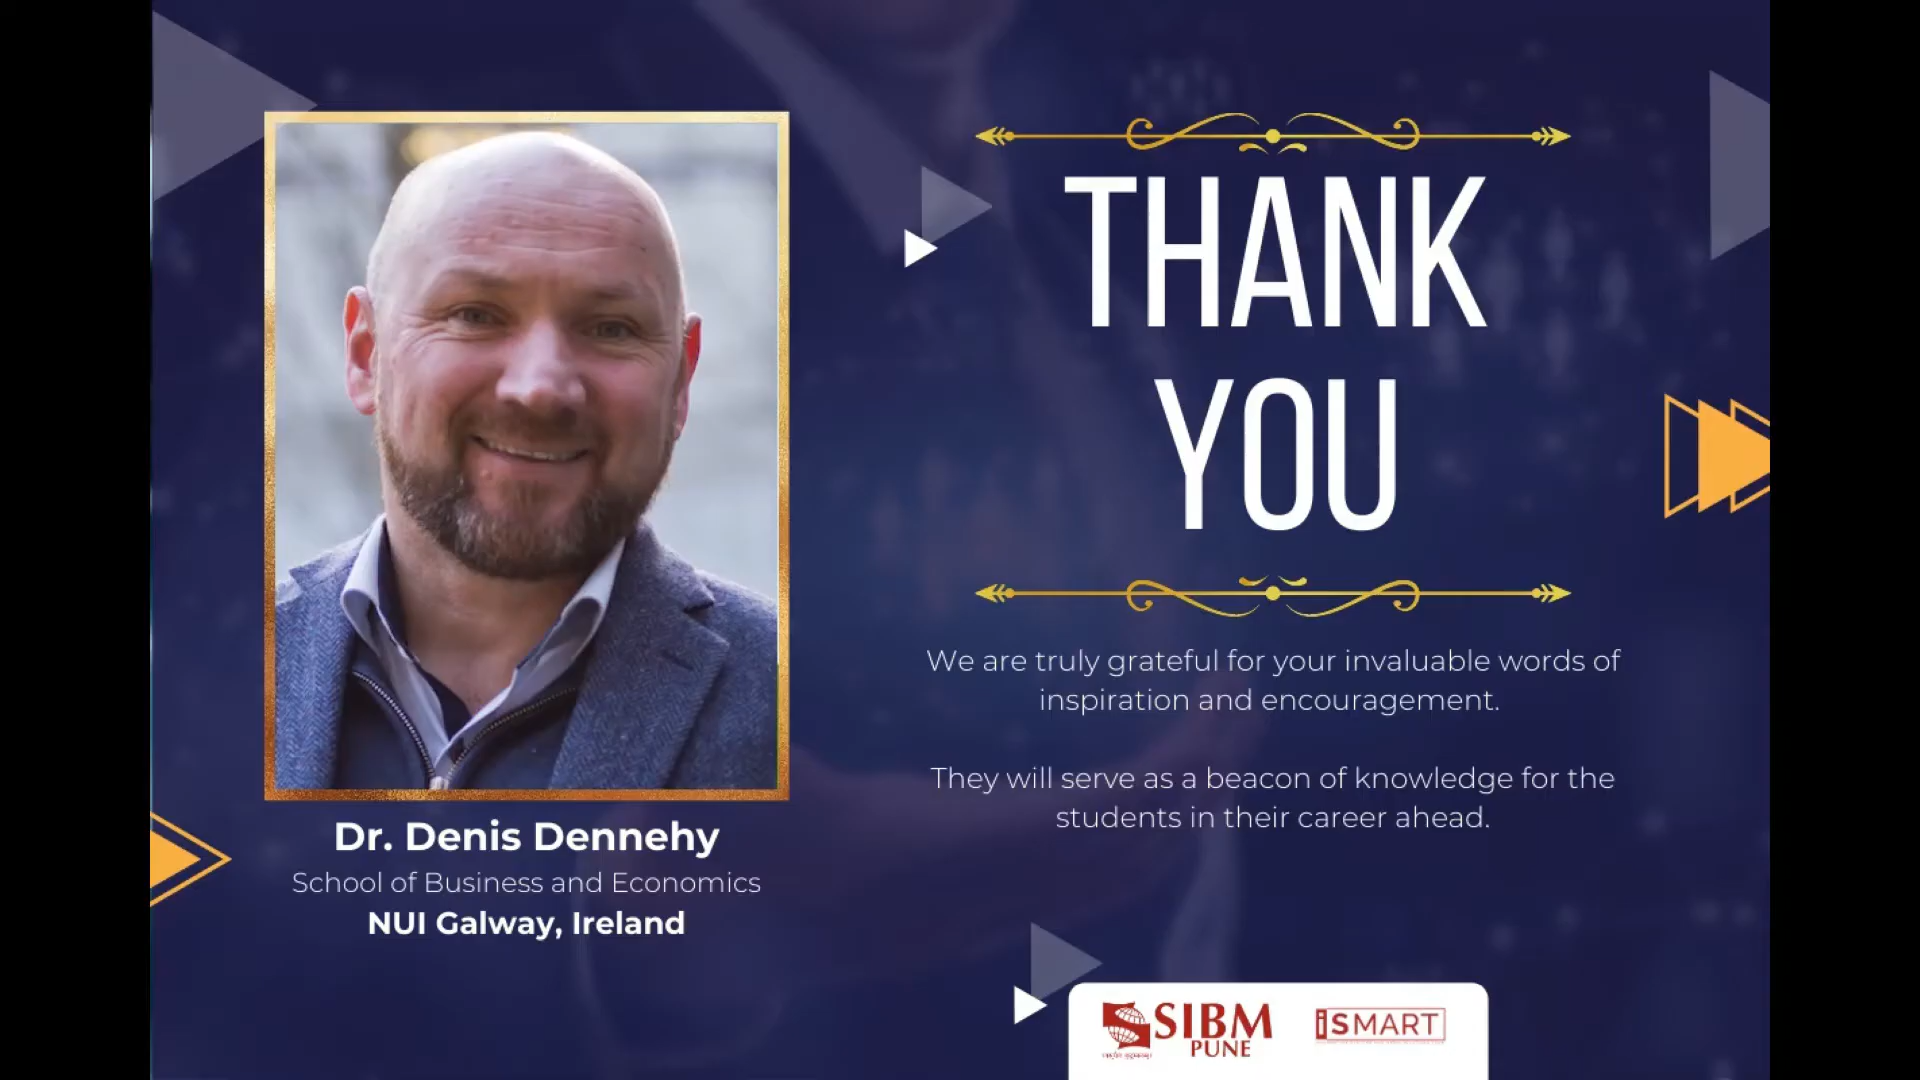 THANK
YOU
We are truly grateful for your invaluable words of
inspiration and encouragement.
They will serve as a beacon of knowledge for the
students in their career ahead.
Dr. Denis Dennehy
School of Business and Economics
NUI Galway, Ireland
SIBM
PUNE
iSMART